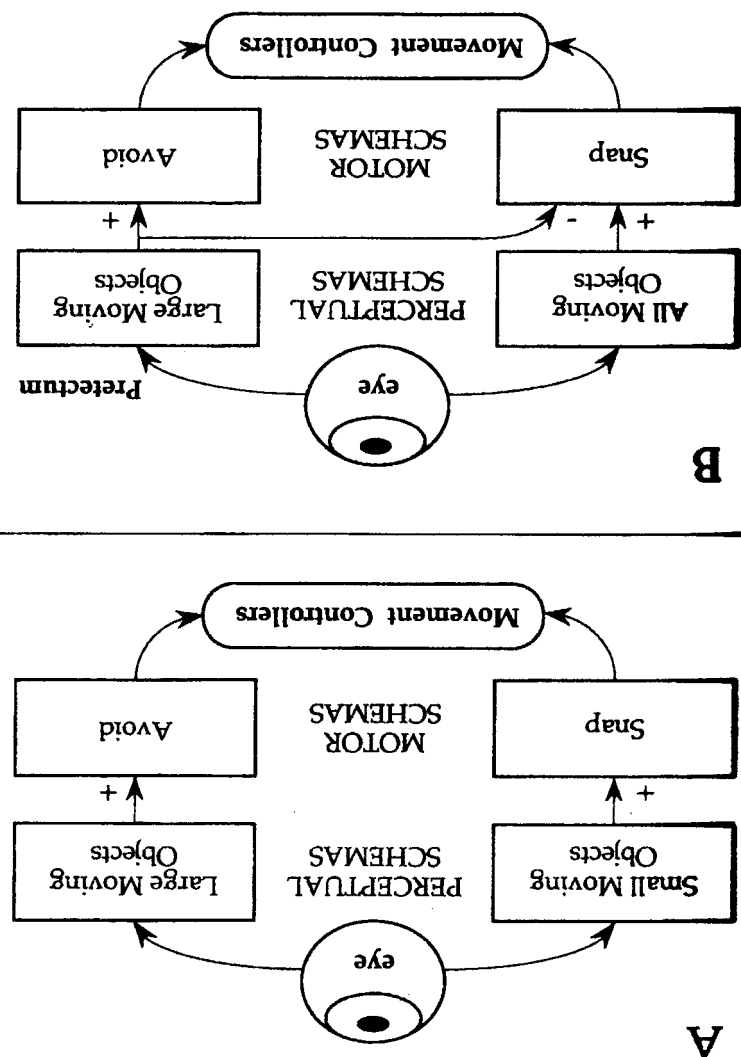 A
eye
Small Moving
Objects
PERCEPTUAL
SCHEMAS
Large Moving
Objects
+
+
Snap
MOTOR
SCHEMAS
Avoid
Movement Controllers
B
eye
Pretectum
All Moving
Objects
PERCEPTUAL
SCHEMAS
Large Moving
Objects
+
-
+
Snap
MOTOR
SCHEMAS
Avoid
Movement Controllers